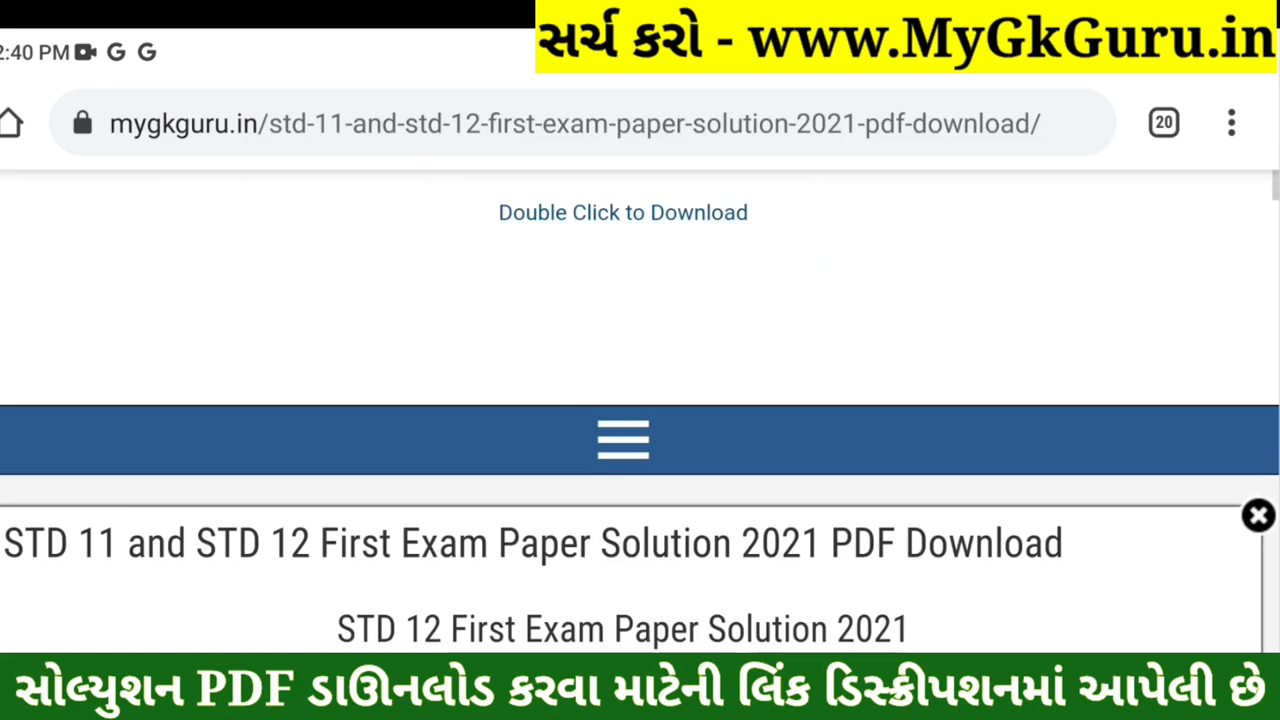 સર્ચ કરો - www.MyGkGuru.in
2:40 PM G G
mygkguru.in/std-11-and-std-12-first-exam-paper-solution-2021-pdf-download/
20
Double Click to Download
STD 11 and STD 12 First Exam Paper Solution 2021 PDF Download
STD 12 First Exam Paper Solution 2021
સોલ્યુશન PDF ડાઊનલોડ કરવા માટેની લિંક ડિસ્ક્રીપશનમાં આપેલી છે